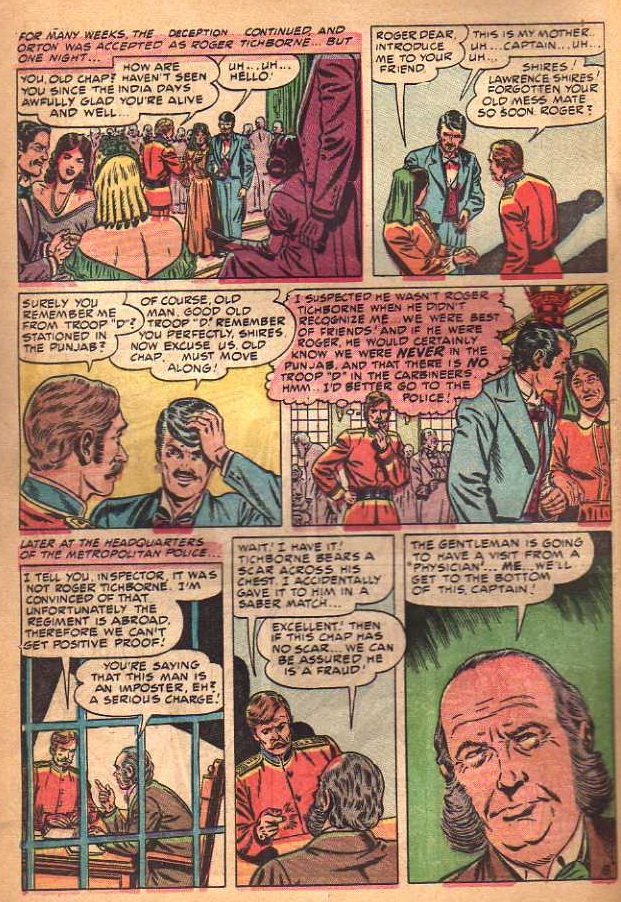 FOR MANY WEEKS, THE DECEPTION CONTINUED, AND
ORTON WAS ACCEPTED AS ROGER TICHBORNE... BUT
ONE NIGHT...
HOW ARE
YOU, OLD CHAP? HAVEN'T SEEN
YOU SINCE THE INDIA DAYS
AWFULLY GLAD YOU'RE ALIVE
AND WELL...
UH...UH...
HELLO!
ROGER DEAR,
INTRODUCE
ME TO YOUR
FRIEND.
THIS IS MY MOTHER..
UH...CAPTAIN...UH...
UH...
SHIRES!
LAWRENCE SHIRES!
FORGOTTEN YOUR
OLD MESS MATE
SO SOON, ROGER?
SURELY YOU
REMEMBER ME
FROM TROOP "D"?
STATIONED IN
THE PUNJAB?
OF COURSE, OLD
MAN. GOOD OLD
TROOP "D". REMEMBER
YOU PERFECTLY, SHIRES.
NOW EXCUSE US, OLD
CHAP. MUST MOVE
ALONG!
I SUSPECTED HE WASN'T ROGER
TICHBORNE WHEN HE DIDN'T
RECOGNIZE ME... WE WERE BEST
OF FRIENDS! AND IF HE WERE
ROGER, HE WOULD CERTAINLY
KNOW WE WERE NEVER IN THE
PUNJAB, AND THAT THERE IS NO
TROOP "D" IN THE CARBINEERS
HMM... I'D BETTER GO TO THE
POLICE!
LATER AT THE HEADQUARTERS
OF THE METROPOLITAN POLICE...
I TELL YOU, INSPECTOR, IT WAS
NOT ROGER TICHBORNE. I'M
CONVINCED OF THAT.
UNFORTUNATELY THE
REGIMENT IS ABROAD,
THEREFORE WE CAN'T
GET POSITIVE PROOF!
YOU'RE SAYING
THAT THIS MAN IS
AN IMPOSTER, EH?
A SERIOUS CHARGE!
WAIT! I HAVE IT!
TICHBORNE BEARS A
SCAR ACROSS HIS
CHEST. I ACCIDENTALLY
GAVE IT TO HIM IN A
SABER MATCH...
EXCELLENT! THEN
IF THIS CHAP HAS
NO SCAR... WE CAN
BE ASSURED HE
IS A FRAUD!
THE GENTLEMAN IS GOING
TO HAVE A VISIT FROM A
"PHYSICIAN"... ME... WE'LL
GET TO THE BOTTOM
OF THIS, CAPTAIN!